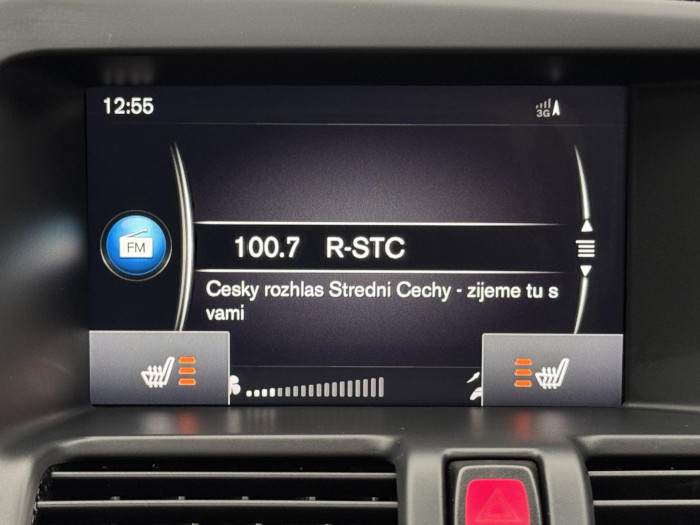 12:55
3G
FM
100.7 R-STC
Cesky rozhlas Stredni Cechy - zijeme tu s
vami